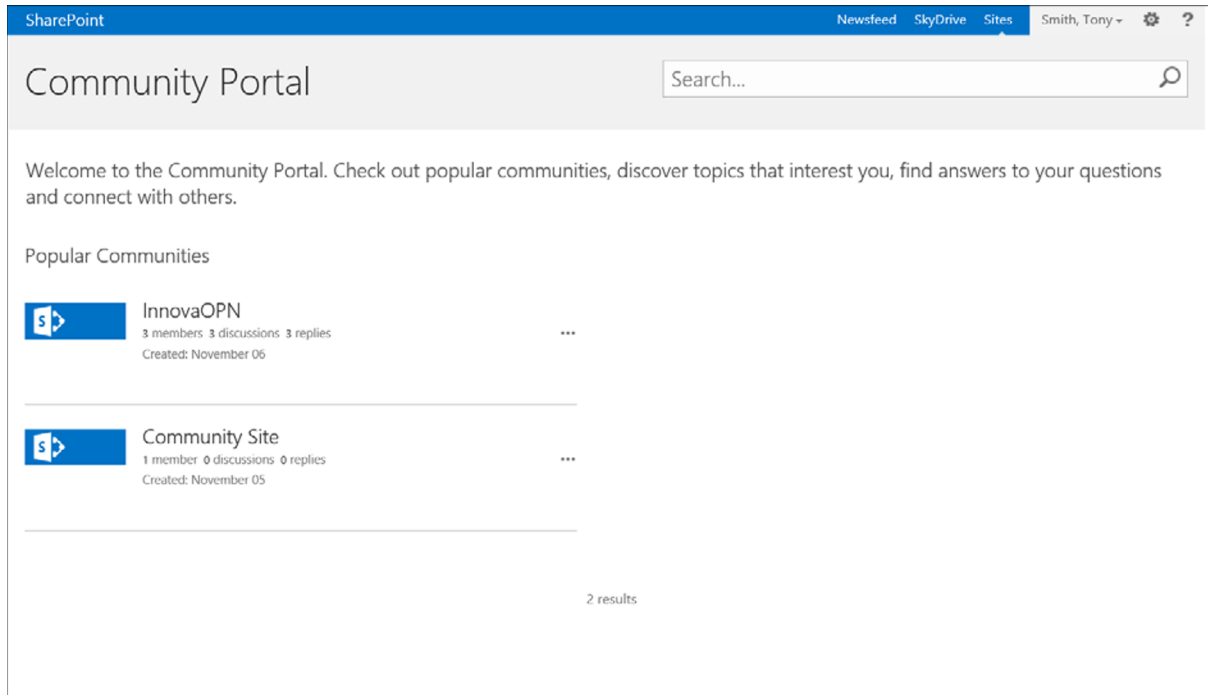 SharePoint
Newsfeed SkyDrive Sites Smith, Tony ?
Community Portal
Search...
Welcome to the Community Portal. Check out popular communities, discover topics that interest you, find answers to your questions
and connect with others.
Popular Communities
S
InnovaOPN
3 members 3 discussions 3 replies
...
Created: November 06
S
Community Site
1 member 0 discussions 0 replies
...
Created: November 05
2 results